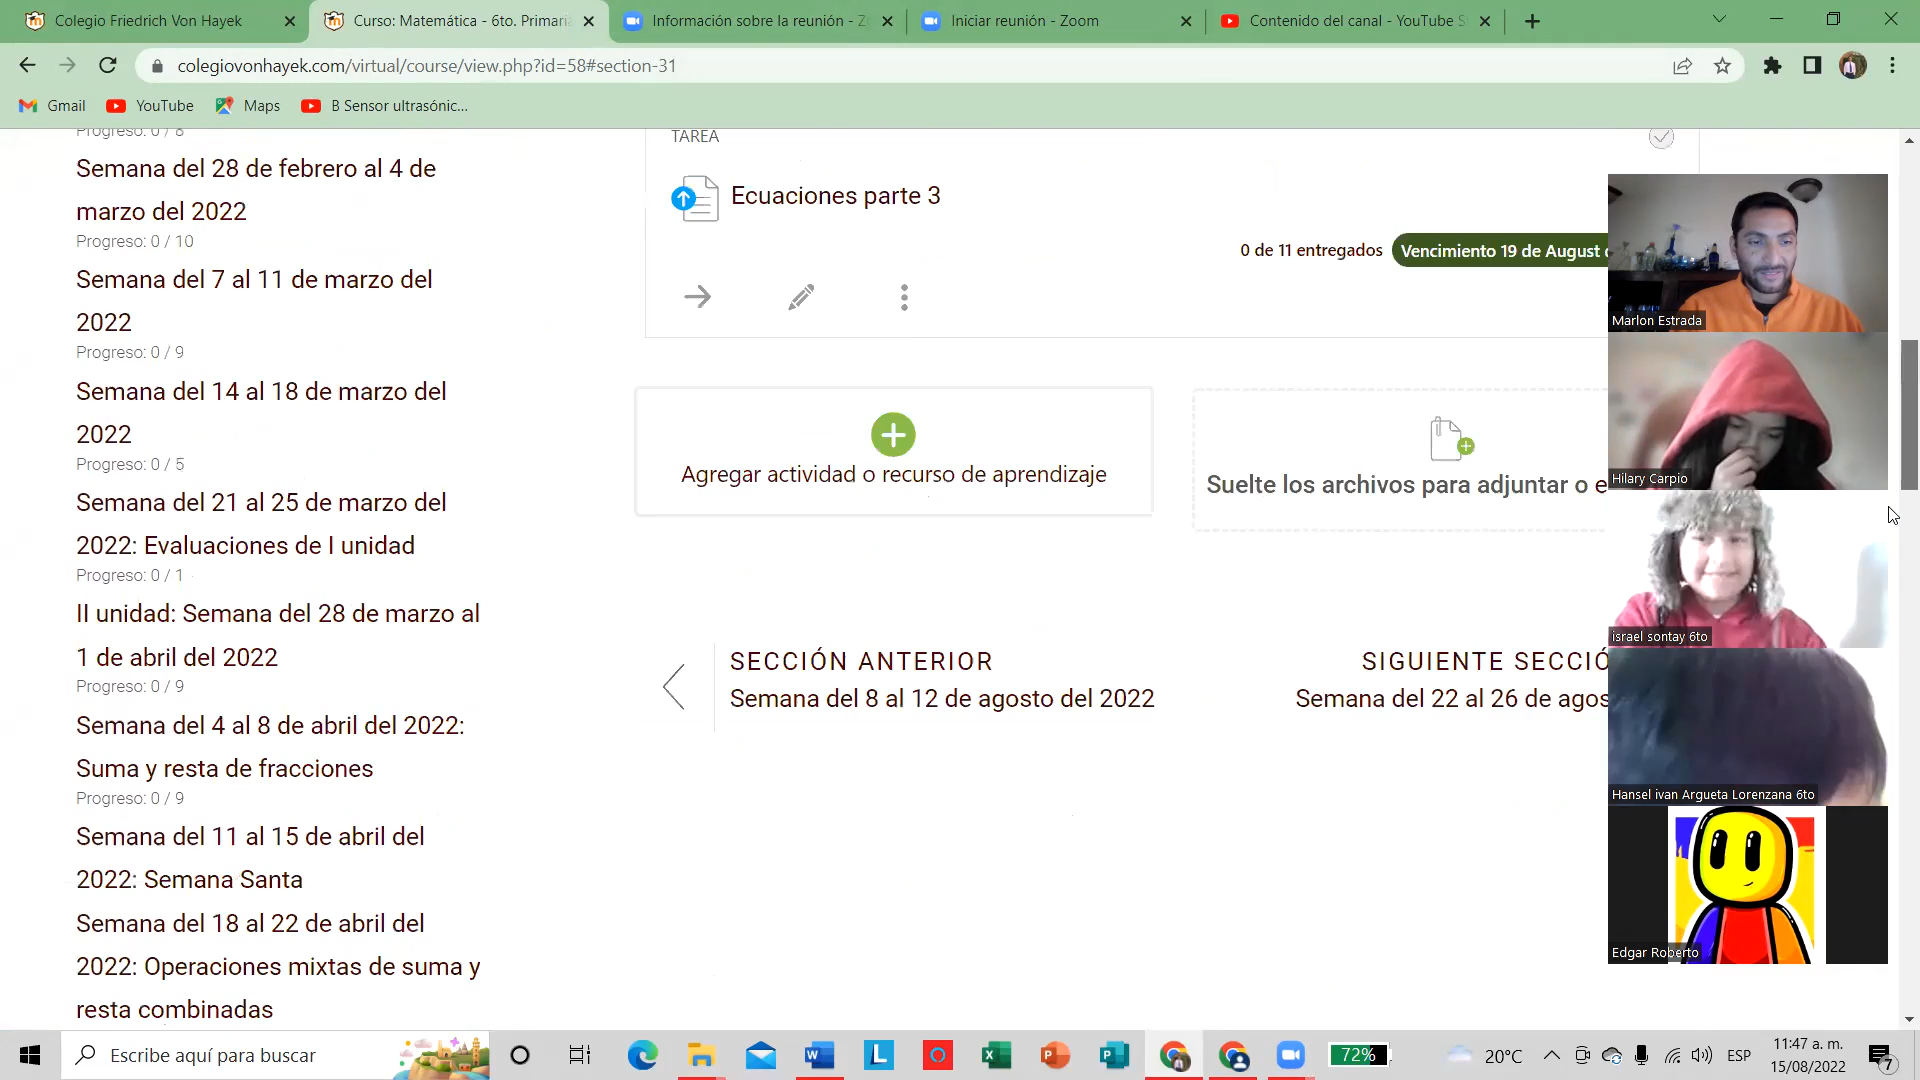 Colegio Friedrich Von Hayek
Curso: Matemática - 6to. Primaria
Información sobre la reunión - Z
Iniciar reunión - Zoom
Contenido del canal - YouTube S
colegiovonhayek.com/virtual/course/view.php?id=58#section-31
Gmail
YouTube
Maps
B Sensor ultrasónic...
Progreso: 0 / 8
Semana del 28 de febrero al 4 de
marzo del 2022
Progreso: 0 / 10
Semana del 7 al 11 de marzo del
2022
Progreso: 0 / 9
Semana del 14 al 18 de marzo del
2022
Progreso: 0 / 5
Semana del 21 al 25 de marzo del
2022: Evaluaciones de I unidad
Progreso: 0 / 1
II unidad: Semana del 28 de marzo al
1 de abril del 2022
Progreso: 0 / 9
Semana del 4 al 8 de abril del 2022:
Suma y resta de fracciones
Progreso: 0 / 9
Semana del 11 al 15 de abril del
2022: Semana Santa
Semana del 18 al 22 de abril del
2022: Operaciones mixtas de suma y
resta combinadas
TAREA
Ecuaciones parte 3
0 de 11 entregados
Vencimiento 19 de August
Agregar actividad o recurso de aprendizaje
Suelte los archivos para adjuntar o
SECCIÓN ANTERIOR
Semana del 8 al 12 de agosto del 2022
SIGUIENTE SECCIÓ
Semana del 22 al 26 de agos
Marlon Estrada
Hilary Carpio
israel sontay 6to
Hansel ivan Argueta Lorenzana 6to
Edgar Roberto
Escribe aquí para buscar
72%
20°C
ESP
11:47 a. m.
15/08/2022
7